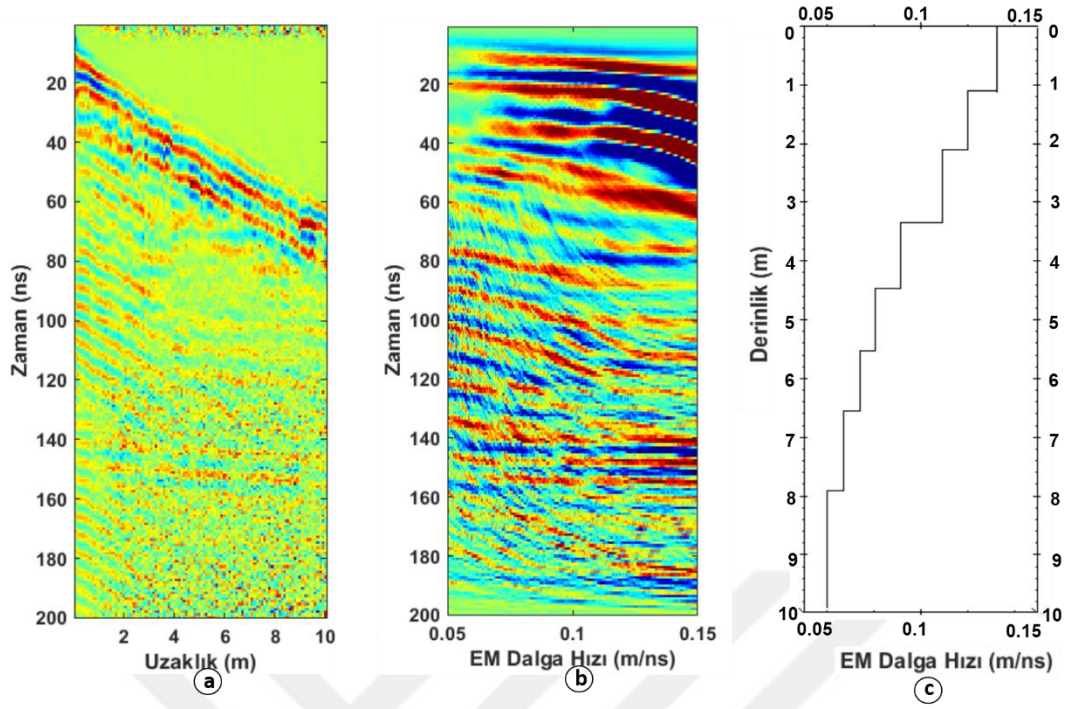 20
40
60
80
100
120
140
160
180
200
Zaman (ns)
2 4 6 8 10
Uzaklık (m)
a
20
40
60
80
100
120
140
160
180
200
Zaman (ns)
0.05 0.1 0.15
EM Dalga Hızı (m/ns)
b
0.05 0.1 0.15
0 0
1 1
2 2
3 3
4 4
5 5
6 6
7 7
8 8
9 9
10 10
Derinlik (m)
0.05 0.1 0.15
EM Dalga Hızı (m/ns)
c